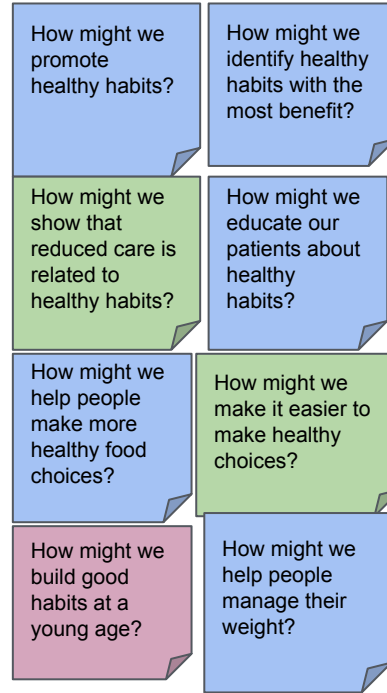 How might we
promote
healthy habits?
How might we
identify healthy
habits with the
most benefit?
How might we
show that
reduced care is
related to
healthy habits?
How might we
educate our
patients about
healthy
habits?
How might we
help people
make more
healthy food
choices?
How might we
make it easier to
make healthy
choices?
How might we
build good
habits at a
young age?
How might we
help people
manage their
weight?